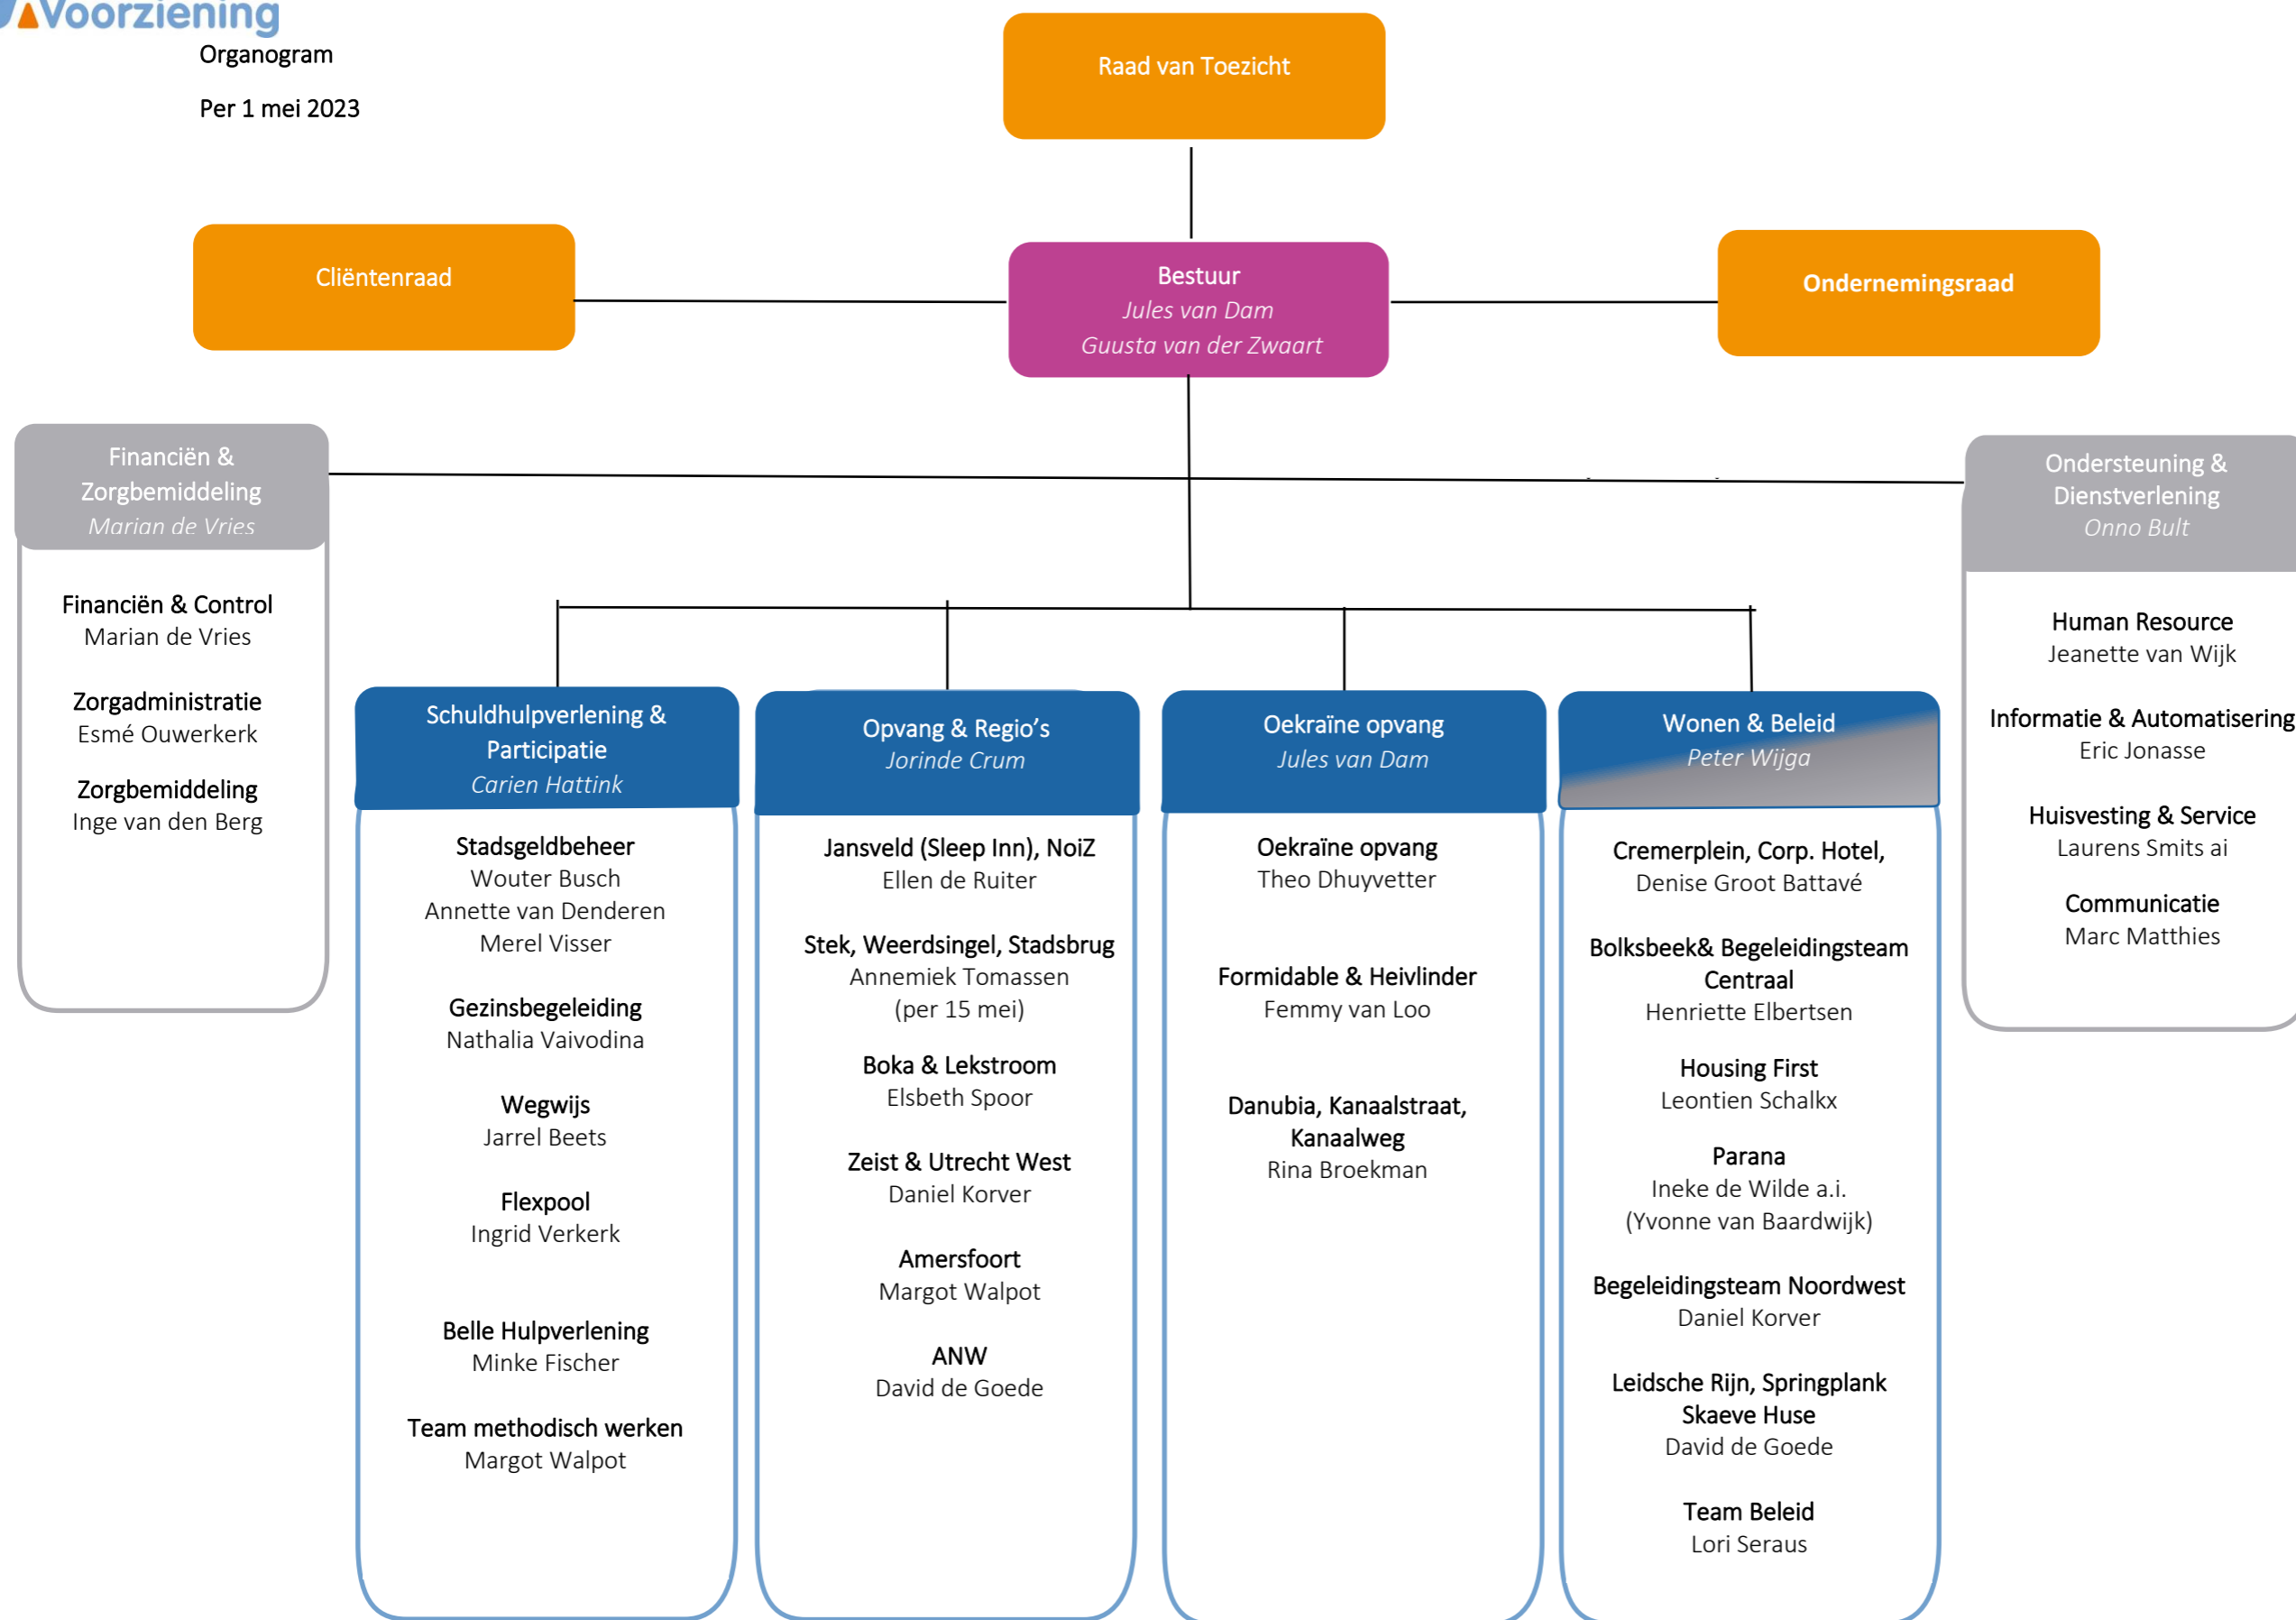 Voorziening
Organogram
Per 1 mei 2023
Raad van Toezicht
Cliëntenraad
Bestuur
Jules van Dam
Guusta van der Zwaart
Ondernemingsraad
Financiën &
Zorgbemiddeling
Marian de Vries
Financiën & Control
Marian de Vries
Zorgadministratie
Esmé Ouwerkerk
Zorgbemiddeling
Inge van den Berg
Schuldhulpverlening &
Participatie
Carien Hattink
Stadsgeldbeheer
Wouter Busch
Annette van Denderen
Merel Visser
Gezinsbegeleiding
Nathalia Vaivodina
Wegwijs
Jarrel Beets
Flexpool
Ingrid Verkerk
Belle Hulpverlening
Minke Fischer
Team methodisch werken
Margot Walpot
Opvang & Regio's
Jorinde Crum
Jansveld (Sleep Inn), NoiZ
Ellen de Ruiter
Stek, Weerdsingel, Stadsbrug
Annemiek Tomassen
(per 15 mei)
Boka & Lekstroom
Elsbeth Spoor
Zeist & Utrecht West
Daniel Korver
Amersfoort
Margot Walpot
ANW
David de Goede
Oekraïne opvang
Jules van Dam
Oekraïne opvang
Theo Dhuyvetter
Formidable & Heivlinder
Femmy van Loo
Danubia, Kanaalstraat,
Kanaalweg
Rina Broekman
Wonen & Beleid
Peter Wijga
Cremerplein, Corp. Hotel,
Denise Groot Battavé
Bolksbeek& Begeleidingsteam
Centraal
Henriette Elbertsen
Housing First
Leontien Schalkx
Parana
Ineke de Wilde a.i.
(Yvonne van Baardwijk)
Begeleidingsteam Noordwest
Daniel Korver
Leidsche Rijn, Springplank
Skaeve Huse
David de Goede
Team Beleid
Lori Seraus
Ondersteuning &
Dienstverlening
Onno Bult
Human Resource
Jeanette van Wijk
Informatie & Automatisering
Eric Jonasse
Huisvesting & Service
Laurens Smits ai
Communicatie
Marc Matthies